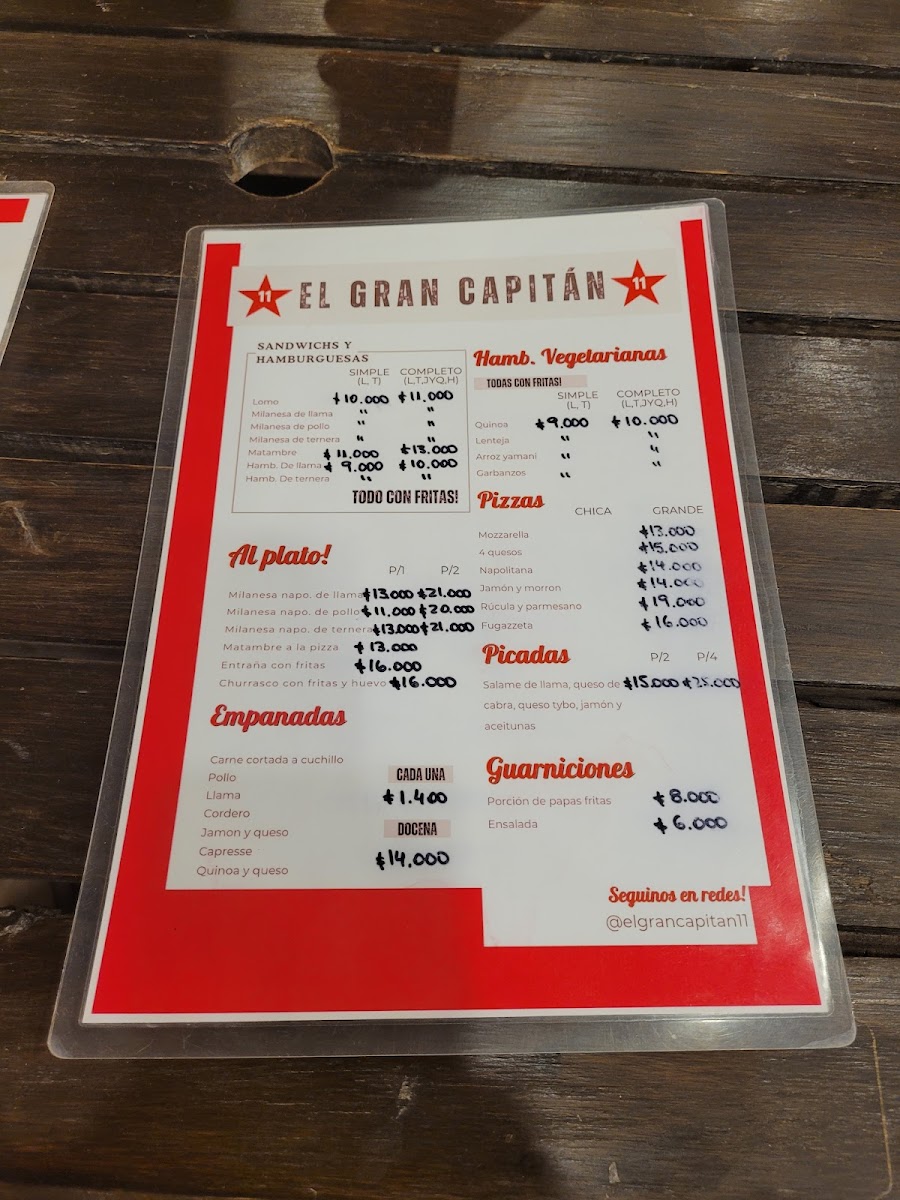 11 EL GRAN CAPITÁN 11
SANDWICHS Y
HAMBURGUESAS
SIMPLE COMPLETO
(L, T) (L,T,JYQ,H)
Lomo $10.000 $11.000
Milanesa de llama " "
Milanesa de pollo " "
Milanesa de ternera " "
Matambre $11.000 $13.000
Hamb. De llama $9.000 $10.000
Hamb. De ternera " "
TODO CON FRITAS!
Al plato!
P/1 P/2
Milanesa napo. de llama $13.000 $21.000
Milanesa napo. de pollo $11.000 $20.000
Milanesa napo. de ternera $13.000 $21.000
Matambre a la pizza $13.000
Entraña con fritas $16.000
Churrasco con fritas y huevo $16.000
Empanadas
Carne cortada a cuchillo
Pollo CADA UNA
Llama $1.400
Cordero
Jamon y queso DOCENA
Capresse $14.000
Quinoa y queso
Hamb. Vegetarianas
TODAS CON FRITAS!
SIMPLE COMPLETO
(L, T) (L,T,JYQ,H)
Quinoa $9.000 $10.000
Lenteja " "
Arroz yamani " "
Garbanzos " "
Pizzas
CHICA GRANDE
Mozzarella $13.000
4 quesos $15.000
Napolitana $14.000
Jamón y morron $14.000
Rúcula y parmesano $19.000
Fugazzeta $16.000
Picadas
P/2 P/4
Salame de llama, queso de $15.000 $25.000
cabra, queso tybo, jamón y
aceitunas
Guarniciones
Porción de papas fritas $8.000
Ensalada $6.000
Seguinos en redes!
@elgrancapitan11